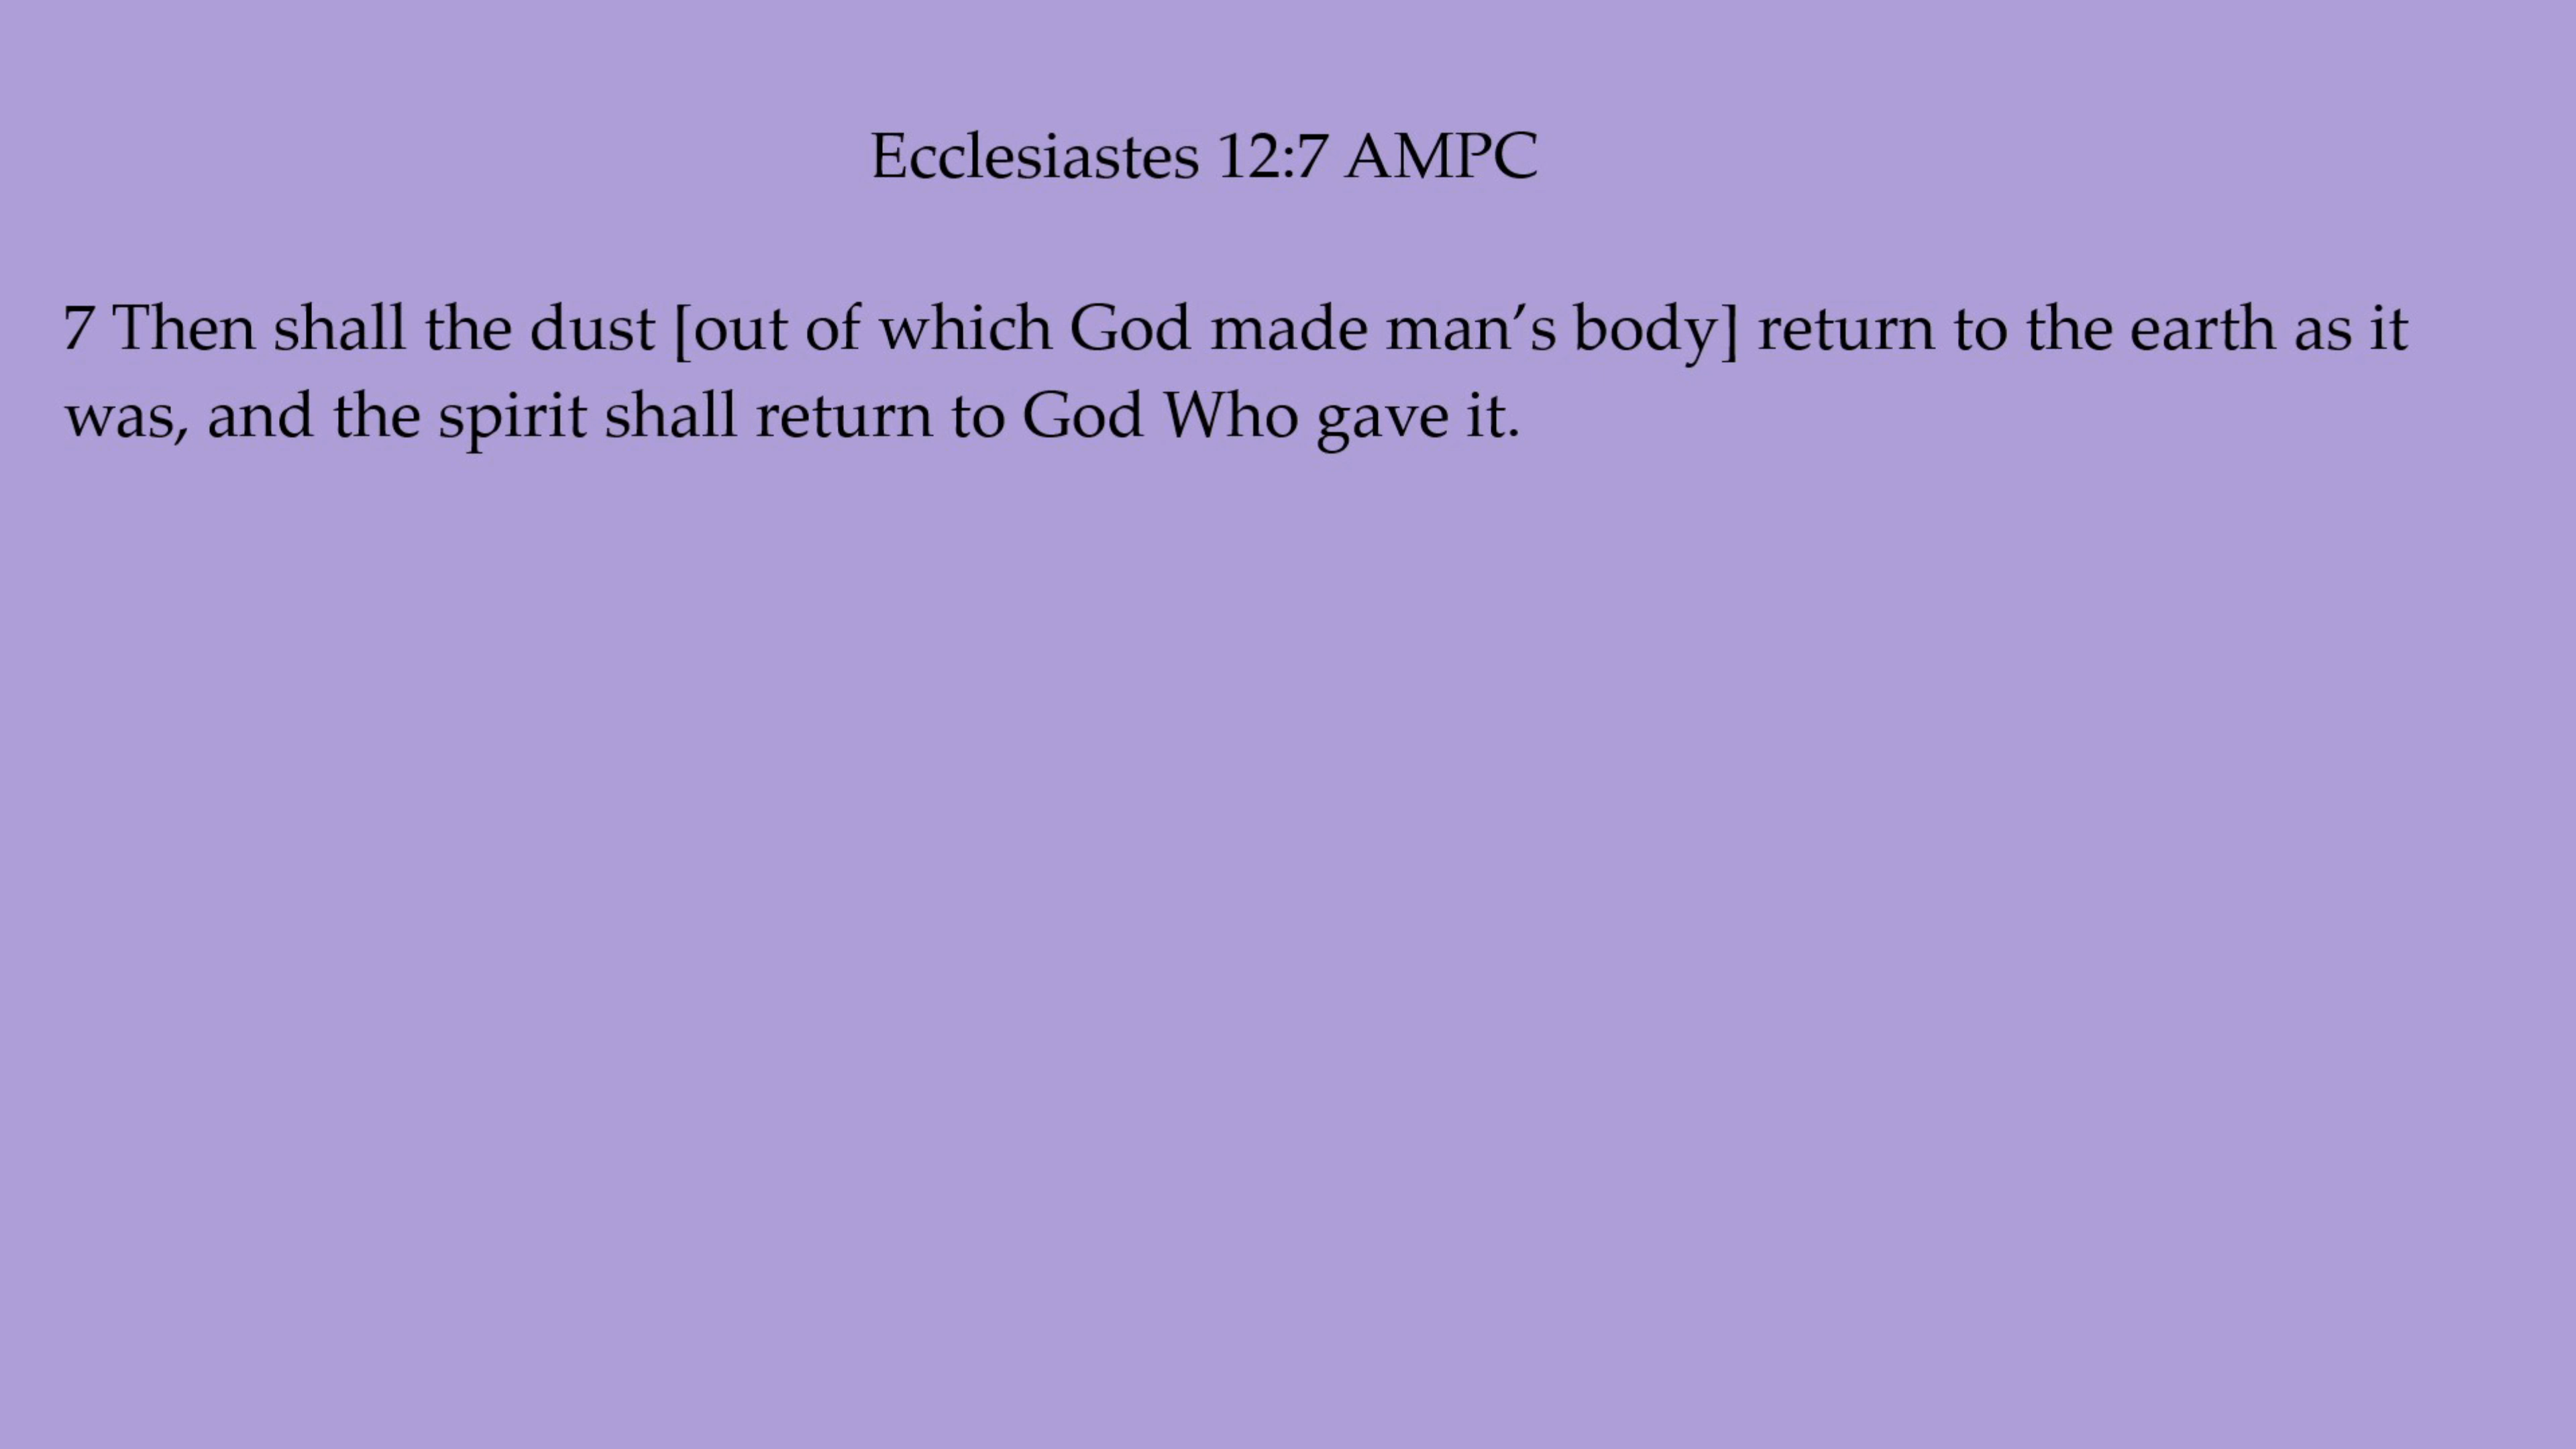 Ecclesiastes 12:7 AMPC
7 Then shall the dust [out of which God made man’s body] return to the earth as it
was, and the spirit shall return to God Who gave it.